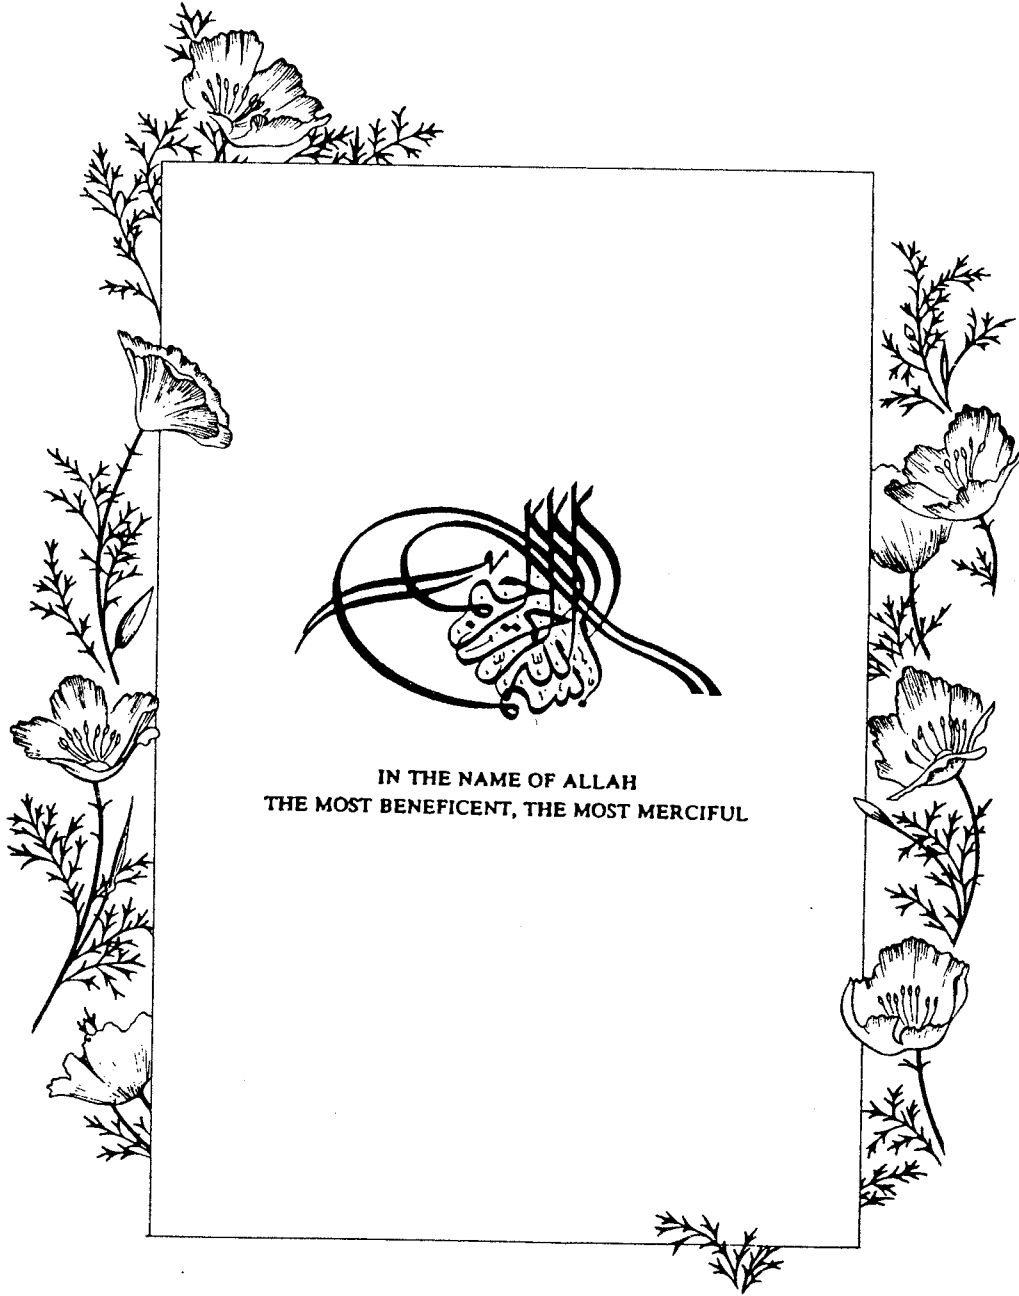 بسم الله الرحمن الرحيم
IN THE NAME OF ALLAH
THE MOST BENEFICENT, THE MOST MERCIFUL